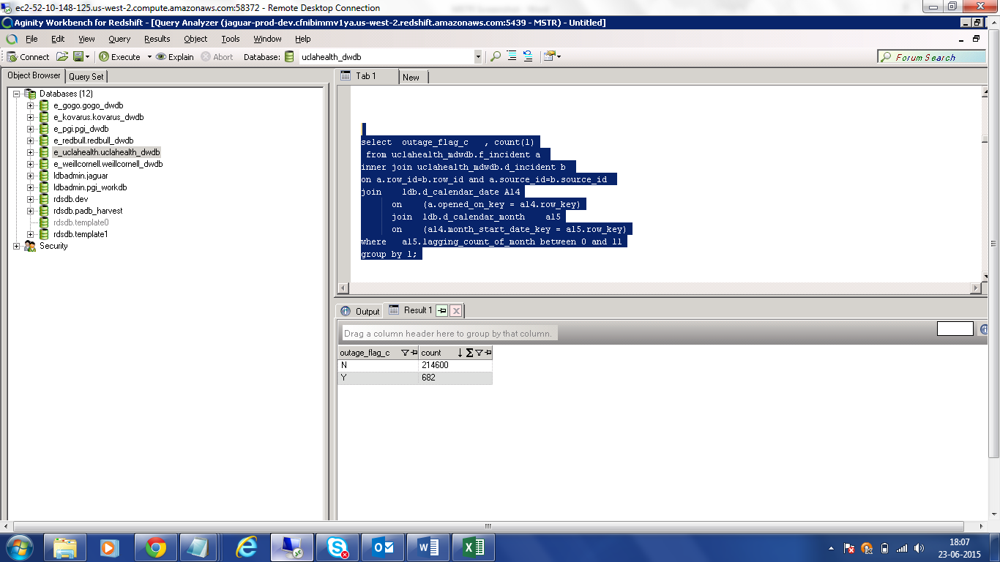 ec2-52-10-148-125.us-west-2.compute.amazonaws.com:58372 - Remote Desktop Connection
Aginity Workbench for Redshift - [Query Analyzer (jaguar-prod-dev.cfnibimmv1ya.us-west-2.redshift.amazonaws.com:5439 - MSTR) - Untitled]
File Edit View Query Results Object Tools Window Help
Connect Execute Explain Abort Database: uclahealth_dwdb Forum Search
Object Browser Query Set
Databases (12)
e_gogo.gogo_dwdb
e_kovarus.kovarus_dwdb
e_pgi.pgi_dwdb
e_redbull.redbull_dwdb
e_uclahealth.uclahealth_dwdb
e_weillcornell.weillcornell_dwdb
ldbadmin.jaguar
ldbadmin.pgi_workdb
rdsdb.dev
rdsdb.padb_harvest
rdsdb.template0
rdsdb.template1
Security
Tab 1 New
select outage_flag_c , count(1)
from uclahealth_mdwdb.f_incident a
inner join uclahealth_mdwdb.d_incident b
on a.row_id=b.row_id and a.source_id=b.source_id
join ldb.d_calendar_date Al4
on (a.opened_on_key = al4.row_key)
join ldb.d_calendar_month al5
on (al4.month_start_date_key = al5.row_key)
where al5.lagging_count_of_month between 0 and 11
group by 1;
Output Result 1
Drag a column header here to group by that column.
outage_flag_c count
N 214600
Y 682
18:07
23-06-2015